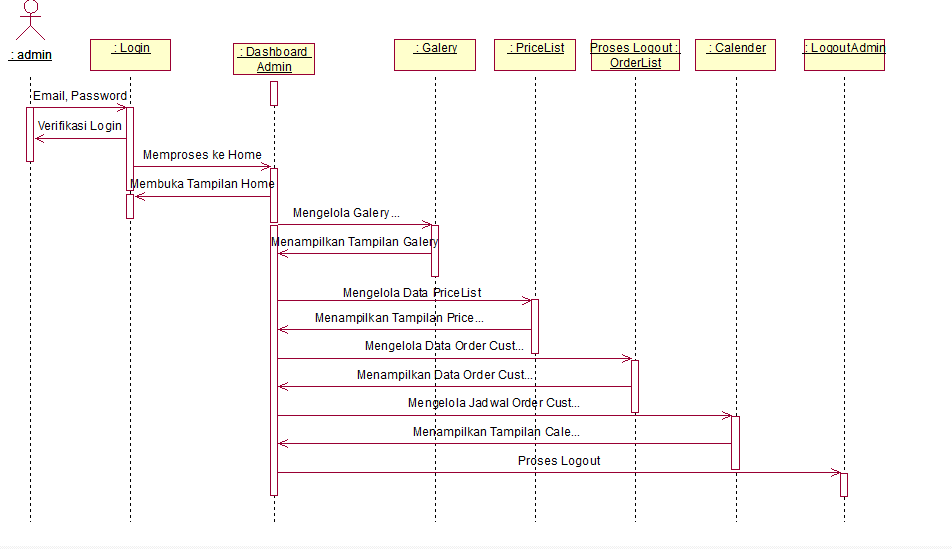 : admin
: Login
: Dashboard
Admin
: Galery
: PriceList
Proses Logout :
OrderList
: Calender
: LogoutAdmin
Email, Password
Verifikasi Login
Memproses ke Home
Membuka Tampilan Home
Mengelola Galery...
Menampilkan Tampilan Galery
Mengelola Data PriceList
Menampilkan Tampilan Price...
Mengelola Data Order Cust...
Menampilkan Data Order Cust...
Mengelola Jadwal Order Cust...
Menampilkan Tampilan Cale...
Proses Logout